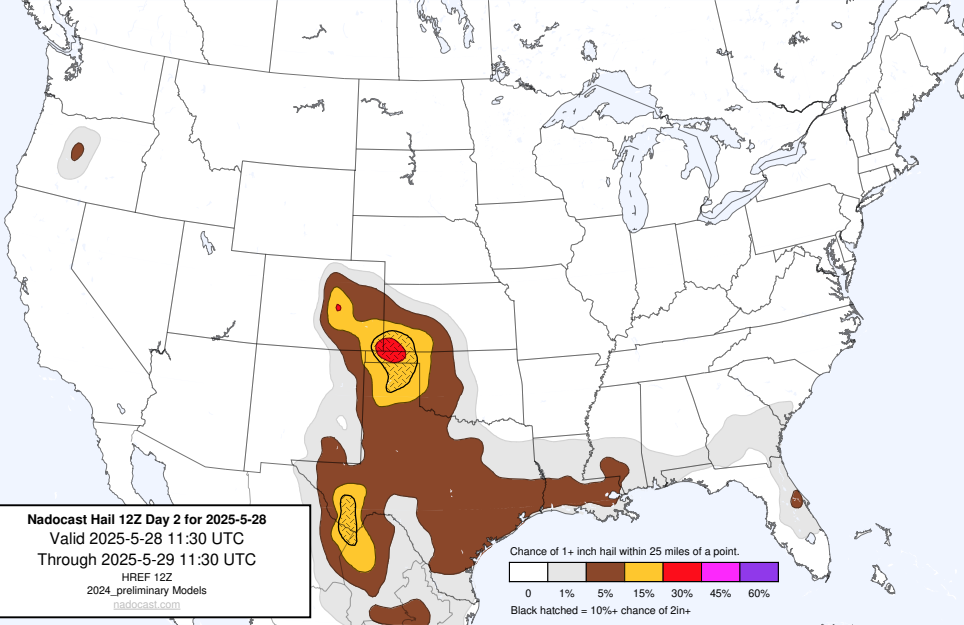 Nadocast Hail 12Z Day 2 for 2025-5-28
Valid 2025-5-28 11:30 UTC
Through 2025-5-29 11:30 UTC
HREF 12Z
2024_preliminary Models
nadocast.com
Chance of 1+ inch hail within 25 miles of a point.
0 1% 5% 15% 30% 45% 60%
Black hatched = 10%+ chance of 2in+